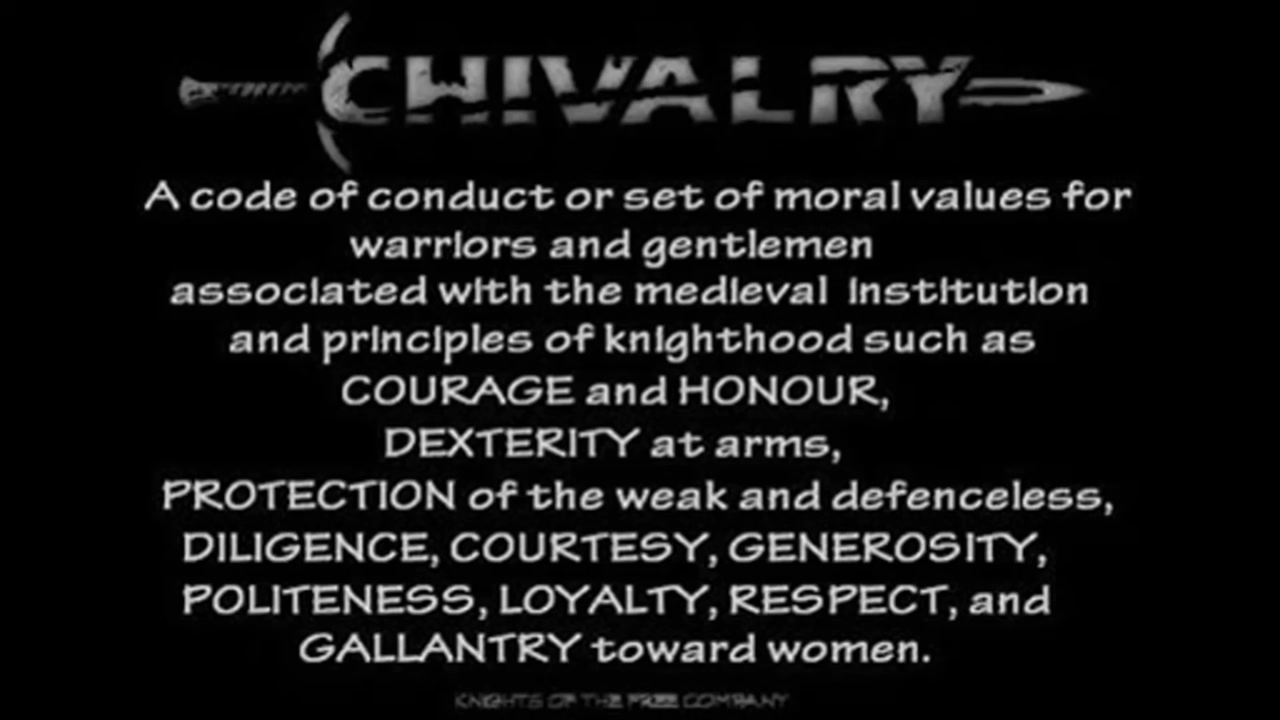 CHIVALRY
A code of conduct or set of moral values for
warriors and gentlemen
associated with the medieval institution
and principles of knighthood such as
COURAGE and HONOUR,
DEXTERITY at arms,
PROTECTION of the weak and defenceless,
DILIGENCE, COURTESY, GENEROSITY,
POLITENESS, LOYALTY, RESPECT, and
GALLANTRY toward women.
KNIGHTS OF THE FREE COMPANY